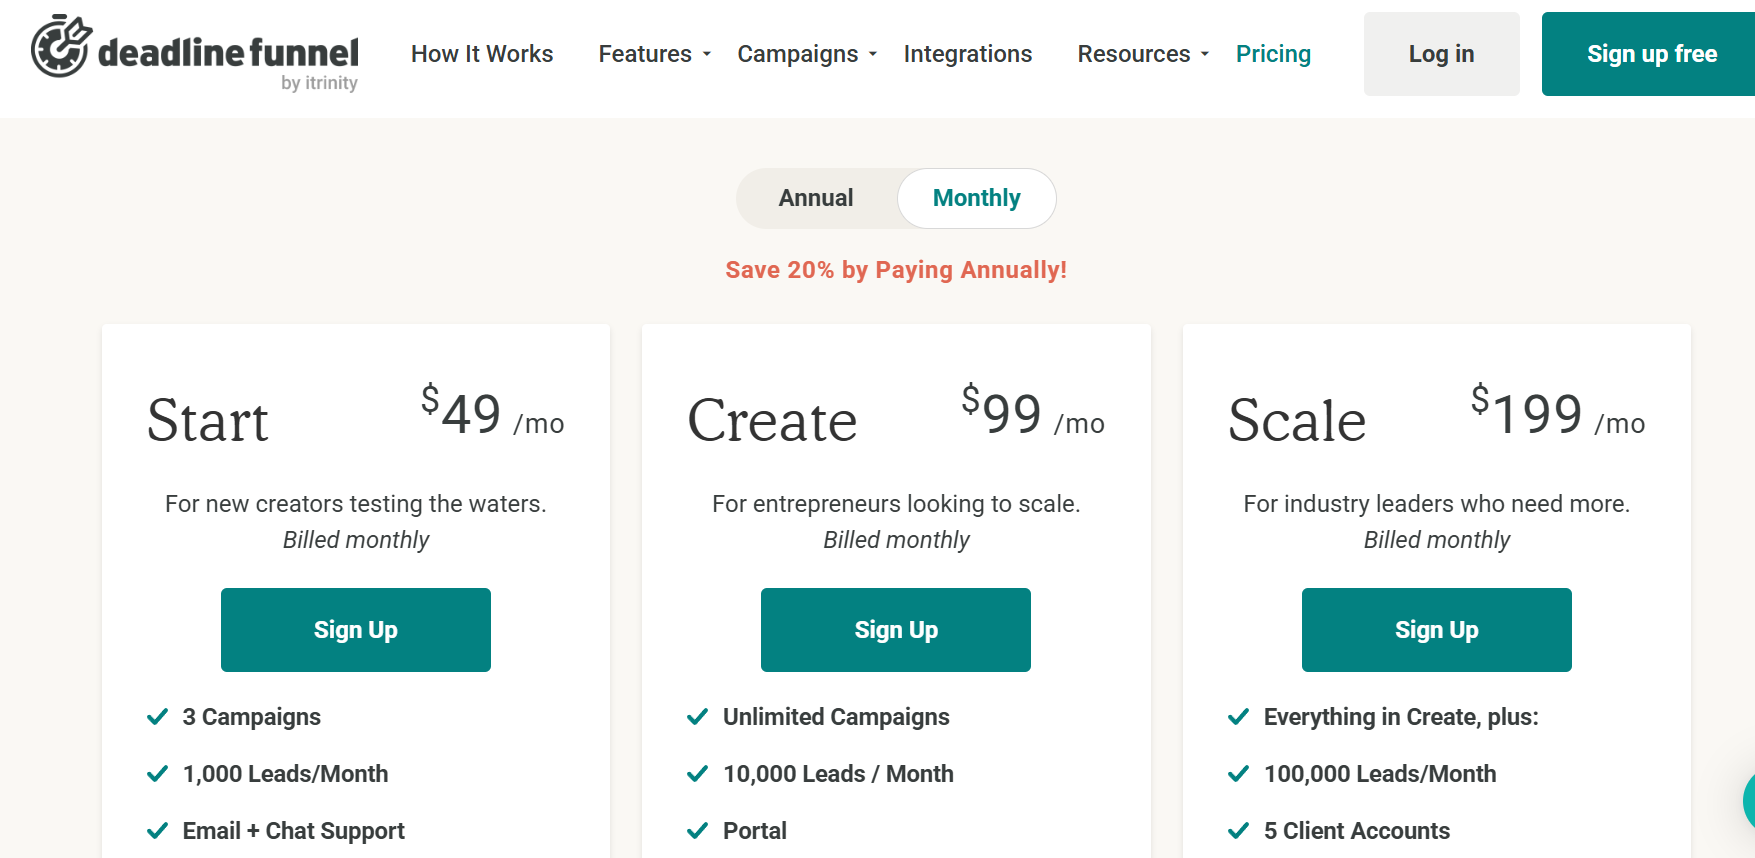 deadline funnel
by itrinity
How It Works
Features
Campaigns
Integrations
Resources
Pricing
Log in
Sign up free
Annual
Monthly
Save 20% by Paying Annually!
Start
$49 /mo
For new creators testing the waters.
Billed monthly
Sign Up
3 Campaigns
1,000 Leads/Month
Email + Chat Support
Create
$99 /mo
For entrepreneurs looking to scale.
Billed monthly
Sign Up
Unlimited Campaigns
10,000 Leads / Month
Portal
Scale
$199 /mo
For industry leaders who need more.
Billed monthly
Sign Up
Everything in Create, plus:
100,000 Leads/Month
5 Client Accounts